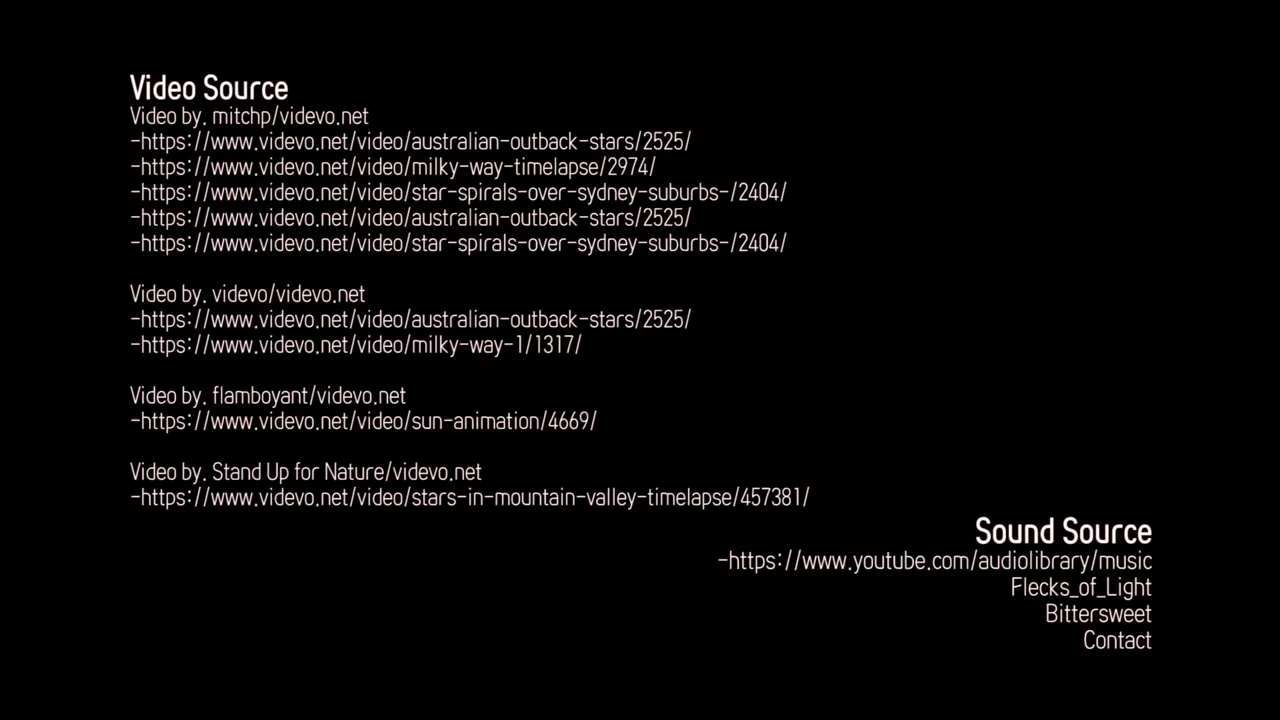 Video Source
Video by. mitchp/videvo.net
-https://www.videvo.net/video/australian-outback-stars/2525/
-https://www.videvo.net/video/milky-way-timelapse/2974/
-https://www.videvo.net/video/star-spirals-over-sydney-suburbs-/2404/
-https://www.videvo.net/video/australian-outback-stars/2525/
-https://www.videvo.net/video/star-spirals-over-sydney-suburbs-/2404/
Video by. videvo/videvo.net
-https://www.videvo.net/video/australian-outback-stars/2525/
-https://www.videvo.net/video/milky-way-1/1317/
Video by. flamboyant/videvo.net
-https://www.videvo.net/video/sun-animation/4669/
Video by. Stand Up for Nature/videvo.net
-https://www.videvo.net/video/stars-in-mountain-valley-timelapse/457381/
Sound Source
-https://www.youtube.com/audiolibrary/music
Flecks_of_Light
Bittersweet
Contact